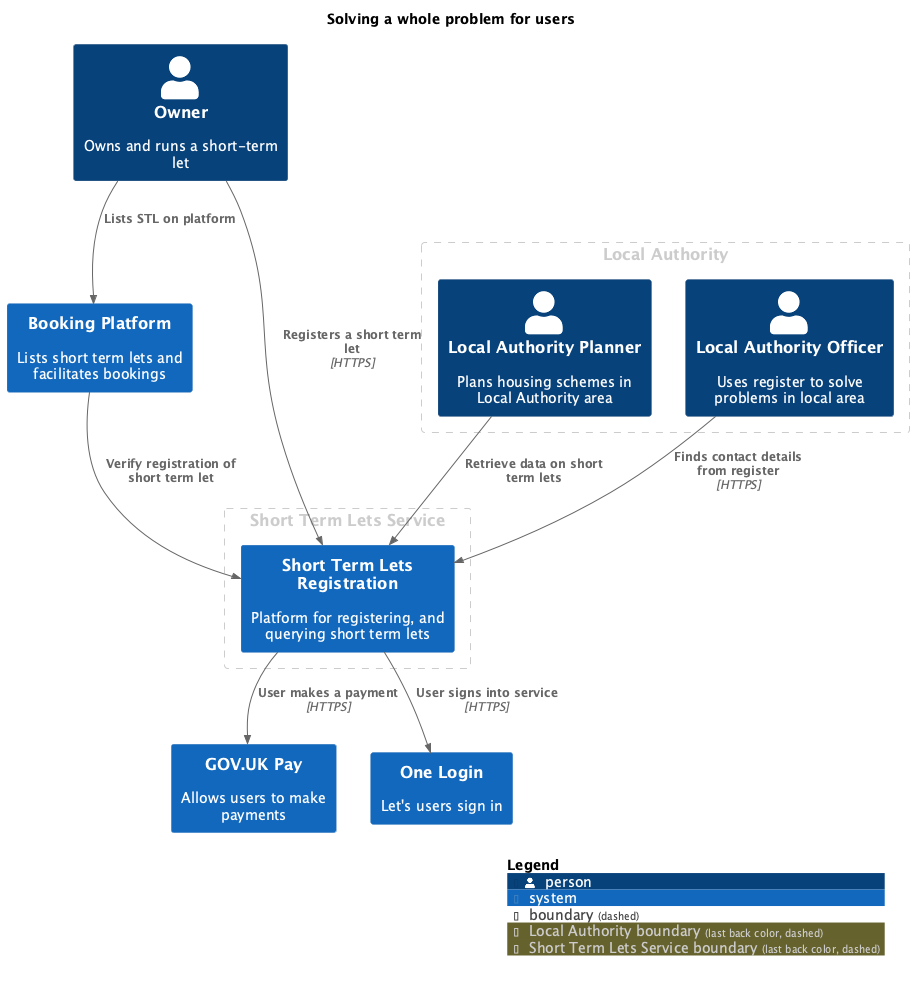 Solving a whole problem for users
Owner
Owns and runs a short-term
let
Lists STL on platform
Local Authority
Booking Platform
Lists short term lets and
facilitates bookings
Registers a short term
let
[HTTPS]
Local Authority Planner
Plans housing schemes in
Local Authority area
Local Authority Officer
Uses register to solve
problems in local area
Verify registration of
short term let
Retrieve data on short
term lets
Finds contact details
from register
[HTTPS]
Short Term Lets Service
Short Term Lets
Registration
Platform for registering, and
querying short term lets
User makes a payment
[HTTPS]
User signs into service
[HTTPS]
GOV.UK Pay
Allows users to make
payments
One Login
Let's users sign in
Legend
person
system
boundary (dashed)
Local Authority boundary (last back color, dashed)
Short Term Lets Service boundary (last back color, dashed)